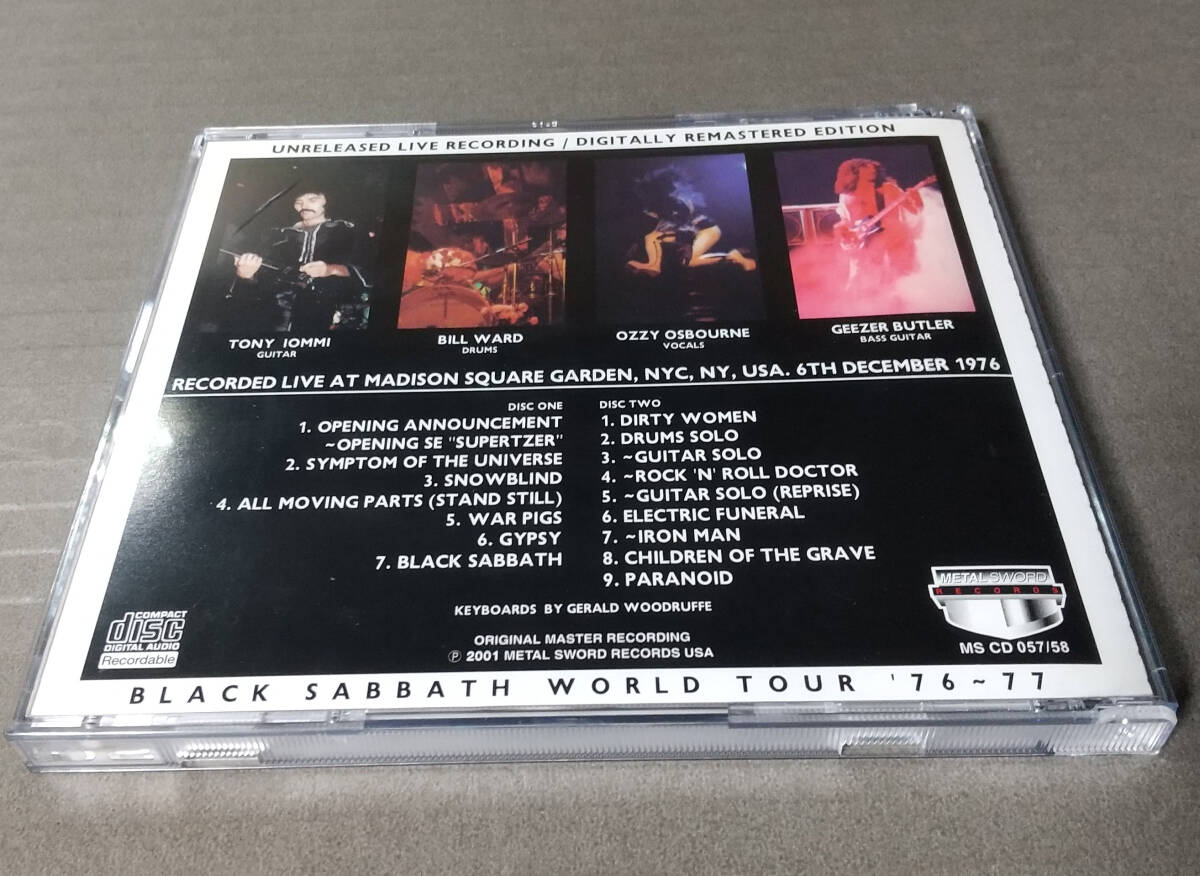 UNRELEASED LIVE RECORDING / DIGITALLY REMASTERED EDITION
TONY IOMMI
GUITAR
BILL WARD
DRUMS
OZZY OSBOURNE
VOCALS
GEEZER BUTLER
BASS GUITAR
RECORDED LIVE AT MADISON SQUARE GARDEN, NYC, NY, USA. 6TH DECEMBER 1976
DISC ONE
1. OPENING ANNOUNCEMENT
~OPENING SE "SUPERTZER"
2. SYMPTOM OF THE UNIVERSE
3. SNOWBLIND
4. ALL MOVING PARTS (STAND STILL)
5. WAR PIGS
6. GYPSY
7. BLACK SABBATH
DISC TWO
1. DIRTY WOMEN
2. DRUMS SOLO
3. ~GUITAR SOLO
4. ~ROCK 'N' ROLL DOCTOR
5. ~GUITAR SOLO (REPRISE)
6. ELECTRIC FUNERAL
7. ~IRON MAN
8. CHILDREN OF THE GRAVE
9. PARANOID
KEYBOARDS BY GERALD WOODRUFFE
ORIGINAL MASTER RECORDING
℗ 2001 METAL SWORD RECORDS USA
COMPACT
disc
DIGITAL AUDIO
Recordable
METAL SWORD
RECORDS
MS CD 057/58
BLACK SABBATH WORLD TOUR '76~77